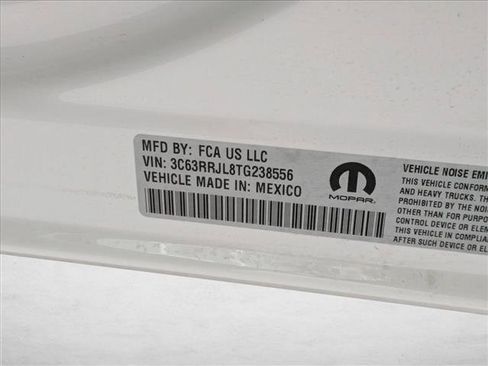 MFD BY: FCA US LLC
VIN: 3C63RRJL8TG238556
VEHICLE MADE IN: MEXICO
MOPAR
VEHICLE NOISE EMI
THIS VEHICLE CONFORM
AND HEAVY TRUCKS. TH
PROHIBITED BY THE NOIS
OTHER THAN FOR PURPO
CONTROL DEVICE OR ELEM
THIS VEHICLE IN COMPLIAN
AFTER SUCH DEVICE OR EL